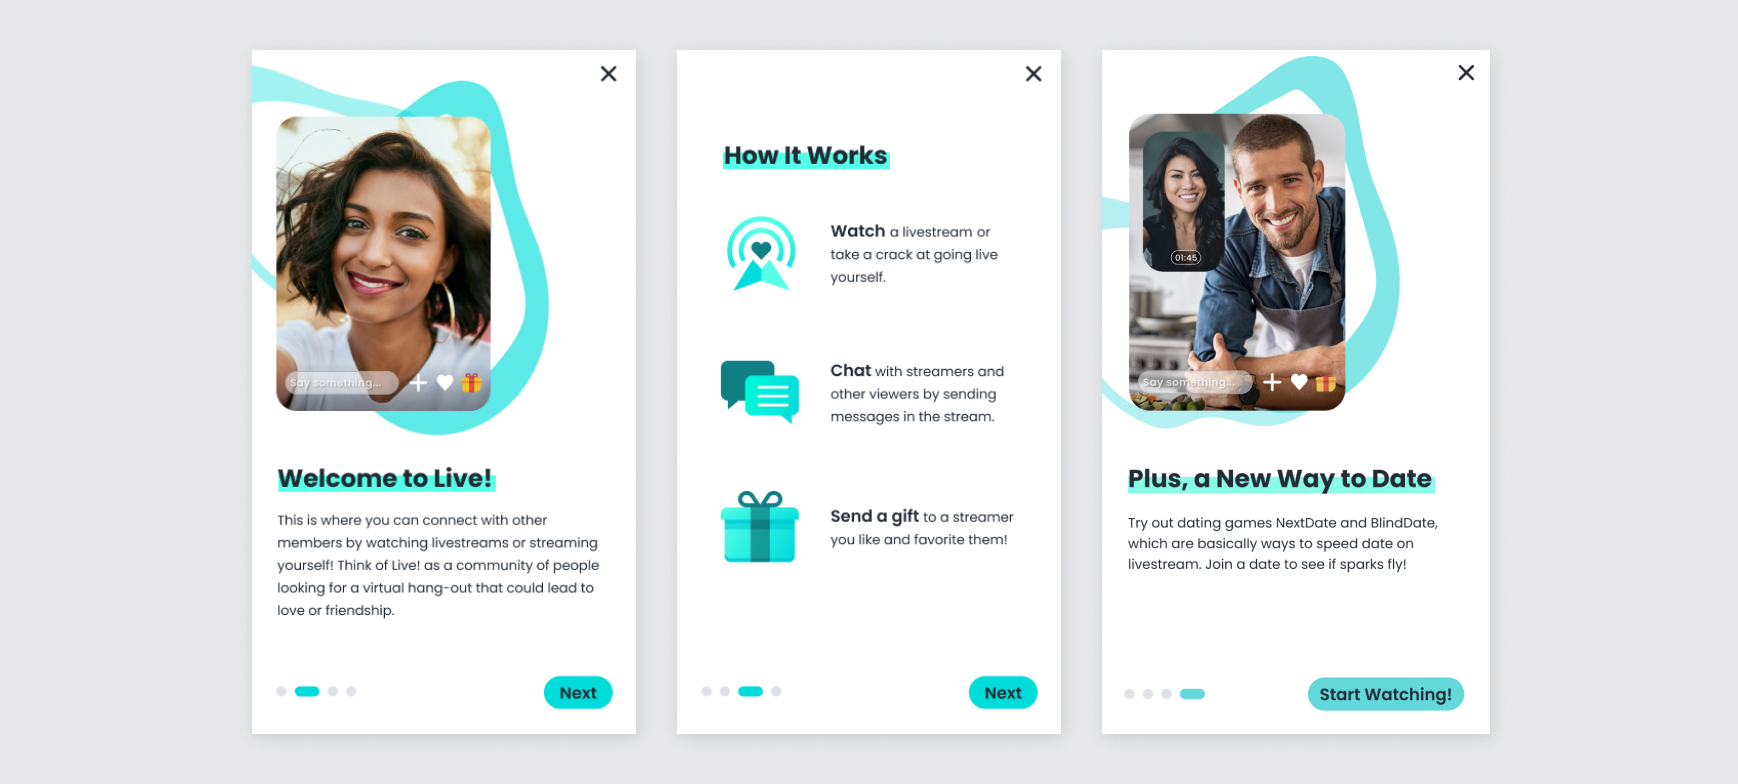 Say something...
Welcome to Live!
This is where you can connect with other
members by watching livestreams or streaming
yourself! Think of Live! as a community of people
looking for a virtual hang-out that could lead to
love or friendship.
Next
How It Works
Watch a livestream or
take a crack at going live
yourself.
Chat with streamers and
other viewers by sending
messages in the stream.
Send a gift to a streamer
you like and favorite them!
Next
01:45
Say something...
Plus, a New Way to Date
Try out dating games NextDate and BlindDate,
which are basically ways to speed date on
livestream. Join a date to see if sparks fly!
Start Watching!